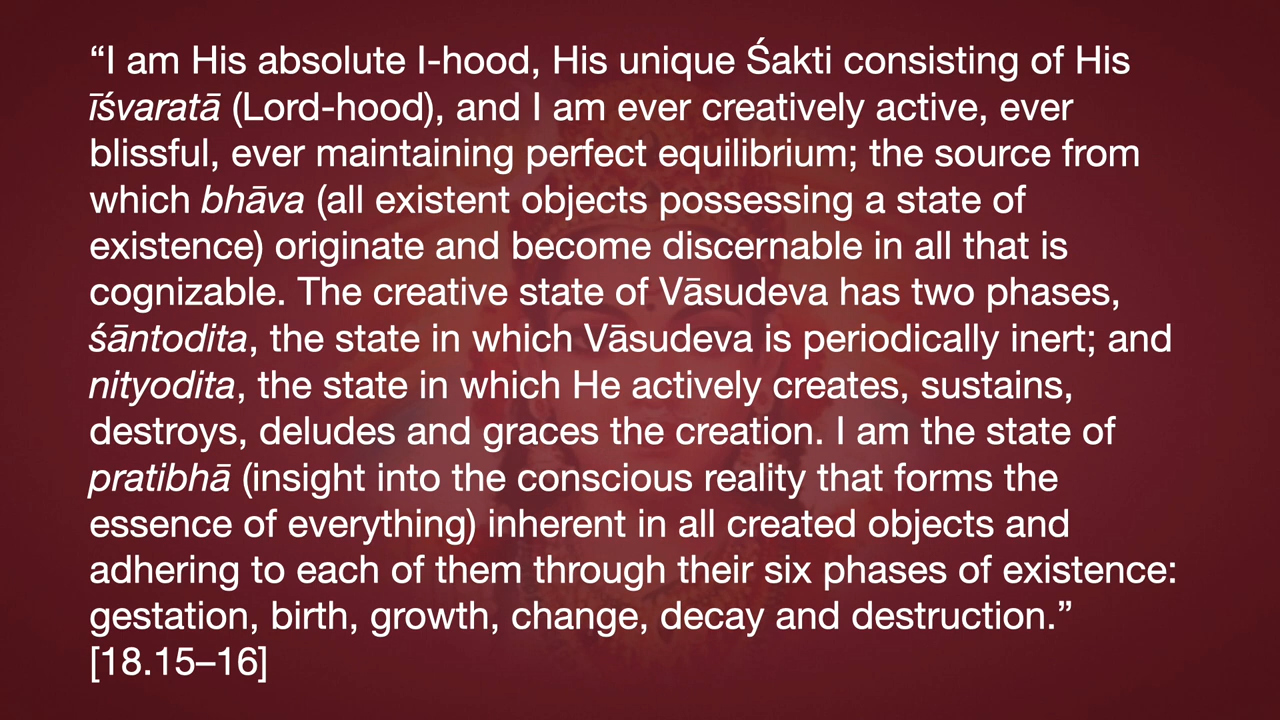 “I am His absolute I-hood, His unique Śakti consisting of His
īśvaratā (Lord-hood), and I am ever creatively active, ever
blissful, ever maintaining perfect equilibrium; the source from
which bhāva (all existent objects possessing a state of
existence) originate and become discernable in all that is
cognizable. The creative state of Vāsudeva has two phases,
śāntodita, the state in which Vāsudeva is periodically inert; and
nityodita, the state in which He actively creates, sustains,
destroys, deludes and graces the creation. I am the state of
pratibhā (insight into the conscious reality that forms the
essence of everything) inherent in all created objects and
adhering to each of them through their six phases of existence:
gestation, birth, growth, change, decay and destruction.”
[18.15–16]